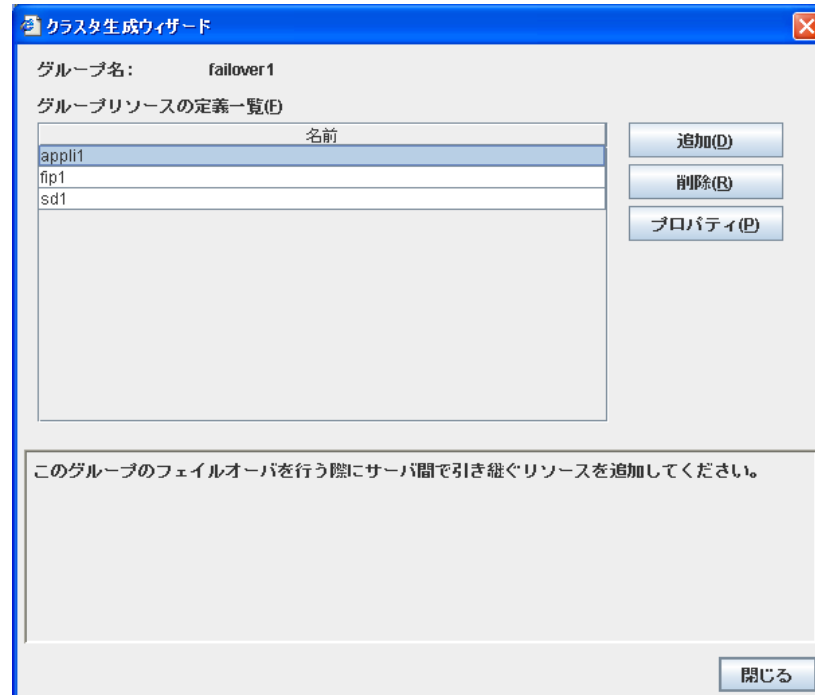 クラスタ生成ウィザード
グループ名: failover1
グループリソースの定義一覧(F)
名前
appli1
fip1
sd1
追加(D)
削除(R)
プロパティ(P)
このグループのフェイルオーバを行う際にサーバ間で引き継ぐリソースを追加してください。
閉じる